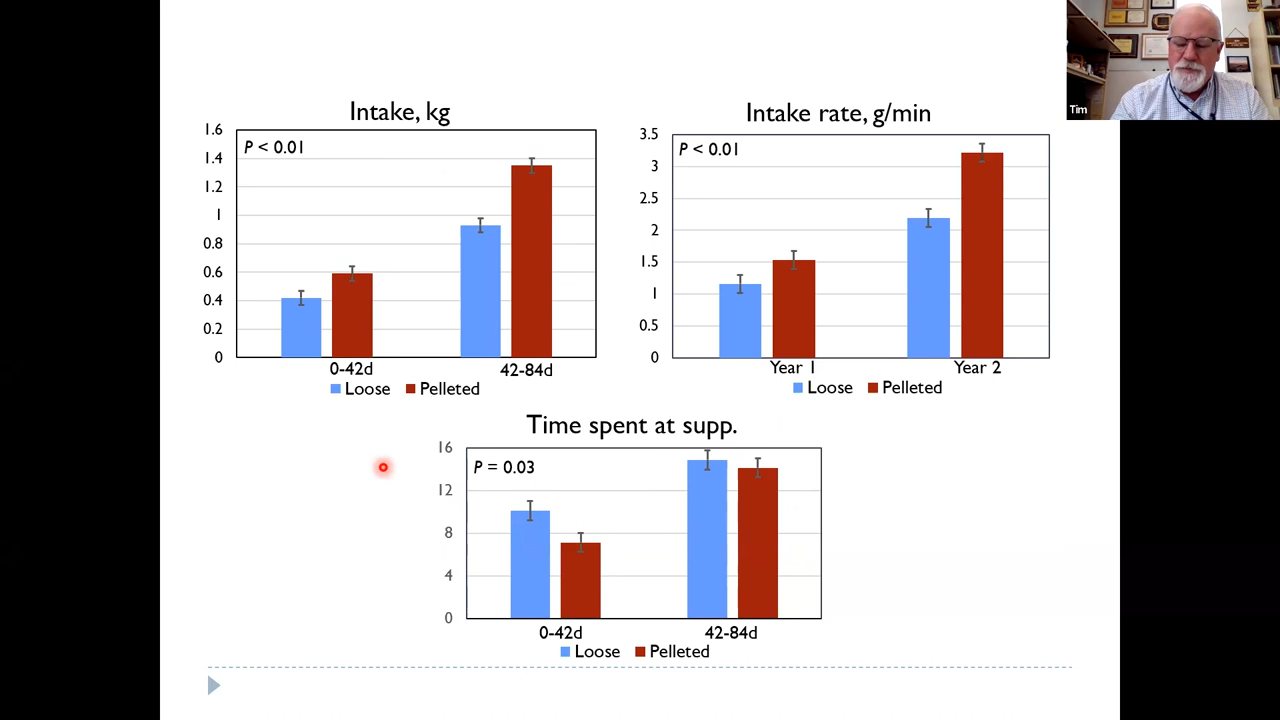 Tim
Intake, kg
1.6
1.4
1.2
1
0.8
0.6
0.4
0.2
0
P < 0.01
0-42d
42-84d
Loose
Pelleted
Intake rate, g/min
3.5
3
2.5
2
1.5
1
0.5
0
P < 0.01
Year 1
Year 2
Loose
Pelleted
Time spent at supp.
16
12
8
4
0
P = 0.03
0-42d
42-84d
Loose
Pelleted